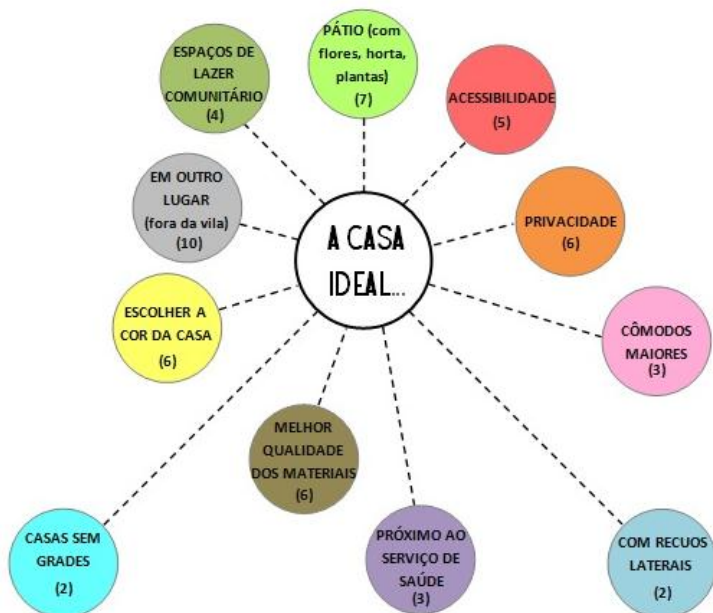 ESPAÇOS DE
LAZER
COMUNITÁRIO
(4)
PÁTIO (com
flores, horta,
plantas)
(7)
ACESSIBILIDADE
(5)
EM OUTRO
LUGAR
(fora da vila)
(10)
A CASA
IDEAL...
PRIVACIDADE
(6)
ESCOLHER A
COR DA CASA
(6)
CÔMODOS
MAIORES
(3)
MELHOR
QUALIDADE
DOS MATERIAIS
(6)
CASAS SEM
GRADES
(2)
PRÓXIMO AO
SERVIÇO DE
SAÚDE
(3)
COM RECUOS
LATERAIS
(2)